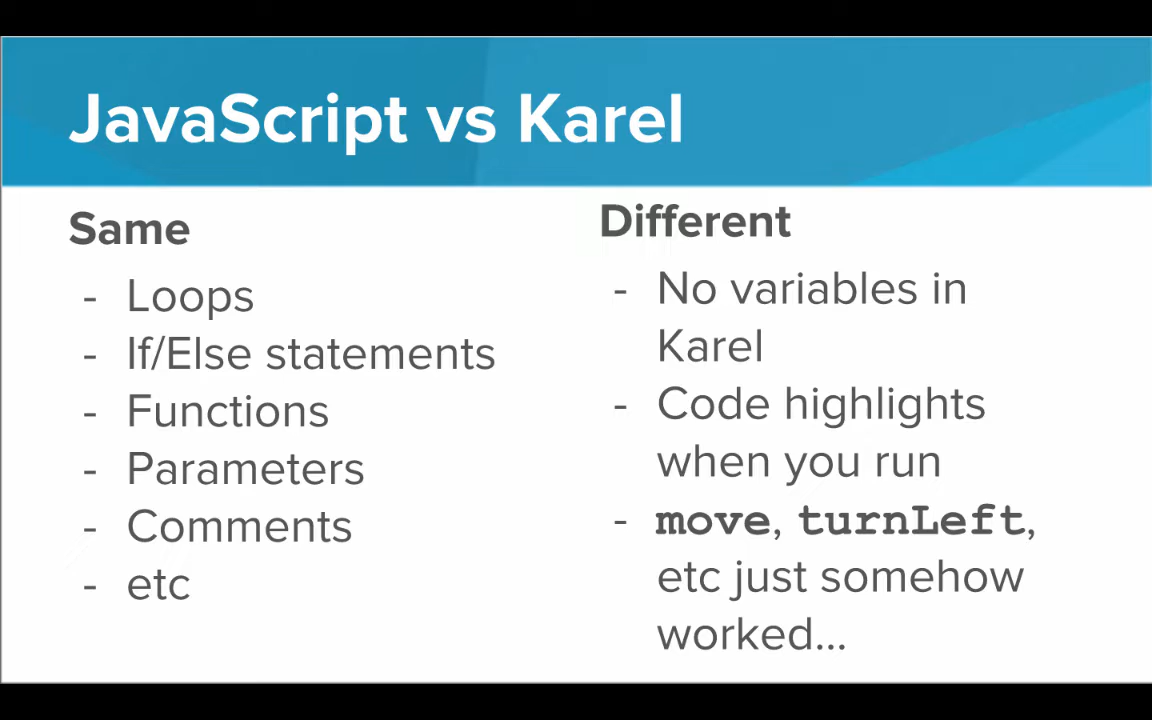 JavaScript vs Karel
Same
- Loops
- If/Else statements
- Functions
- Parameters
- Comments
- etc
Different
- No variables in
Karel
- Code highlights
when you run
- move, turnLeft,
etc just somehow
worked...